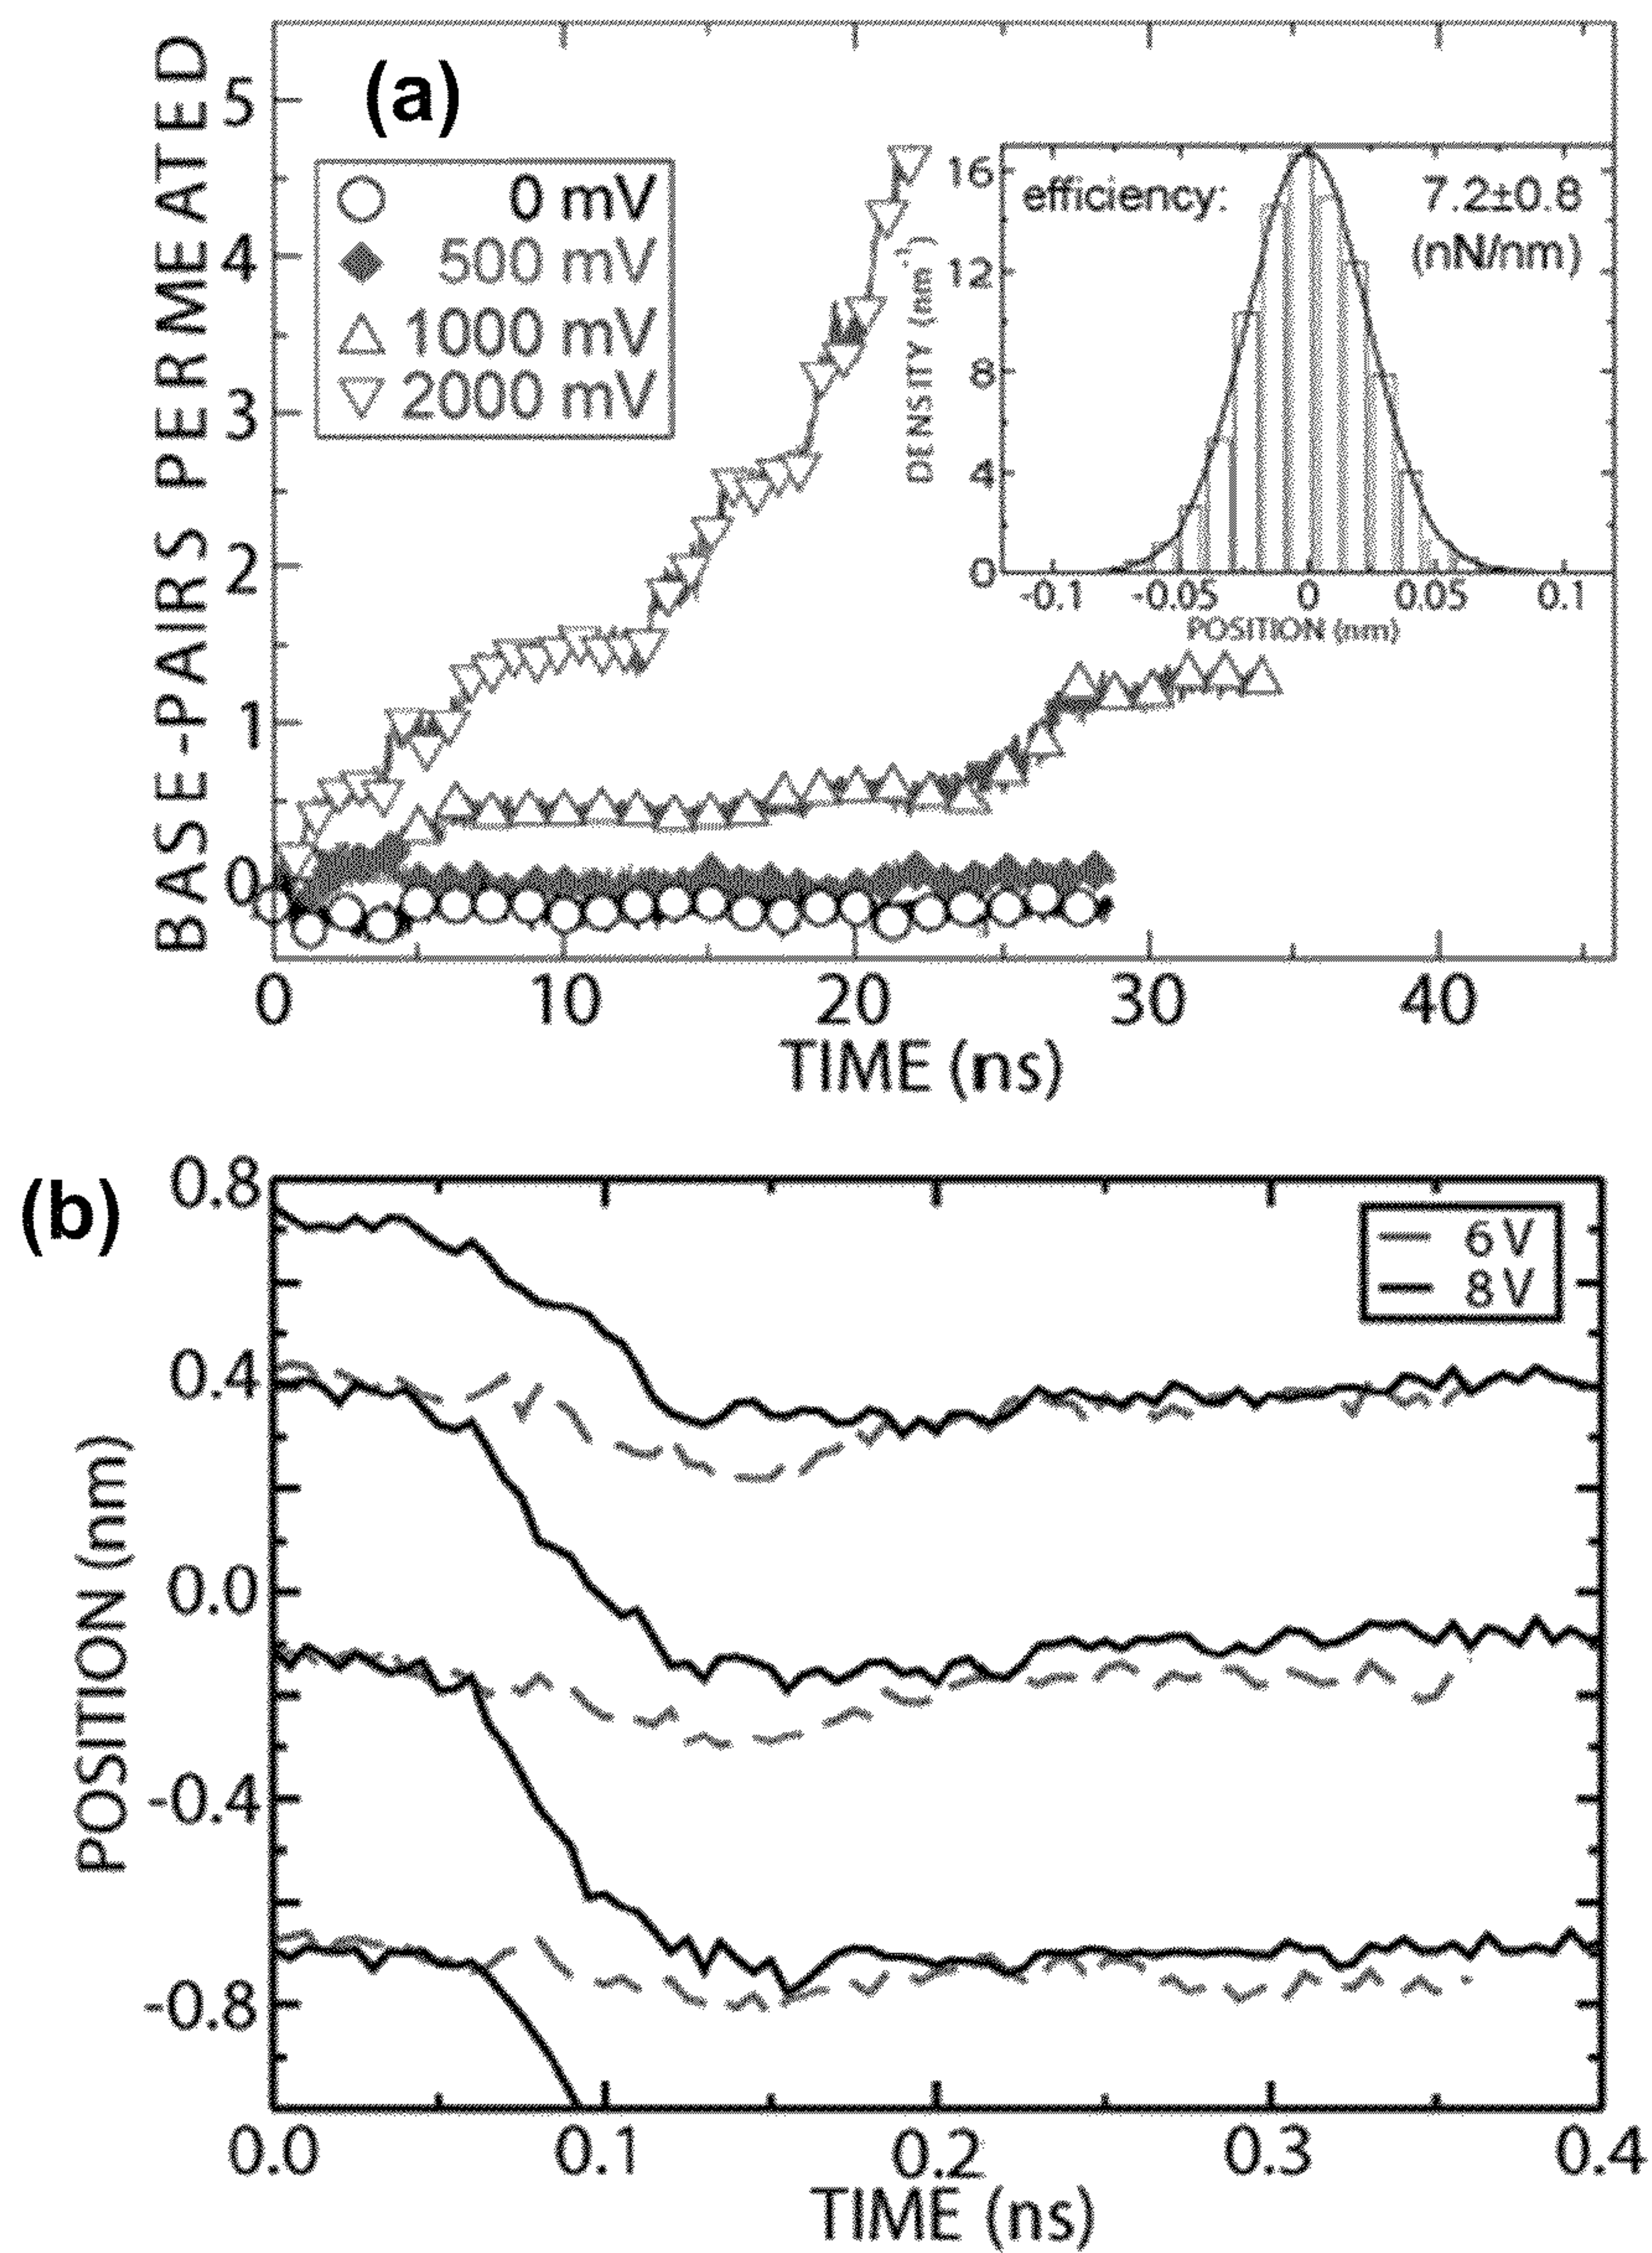 (a)
BASE-PAIRS PERMEATED
5
4
3
2
1
0
0 mV
500 mV
1000 mV
2000 mV
efficiency: 7.2±0.8
(nN/nm)
DENSITY (nm⁻¹)
16
12
8
4
0
-0.1 -0.05 0 0.05 0.1
POSITION (nm)
0 10 20 30 40
TIME (ns)
(b)
POSITION (nm)
0.8
0.4
0.0
-0.4
-0.8
6 V
8 V
0.0 0.1 0.2 0.3 0.4
TIME (ns)